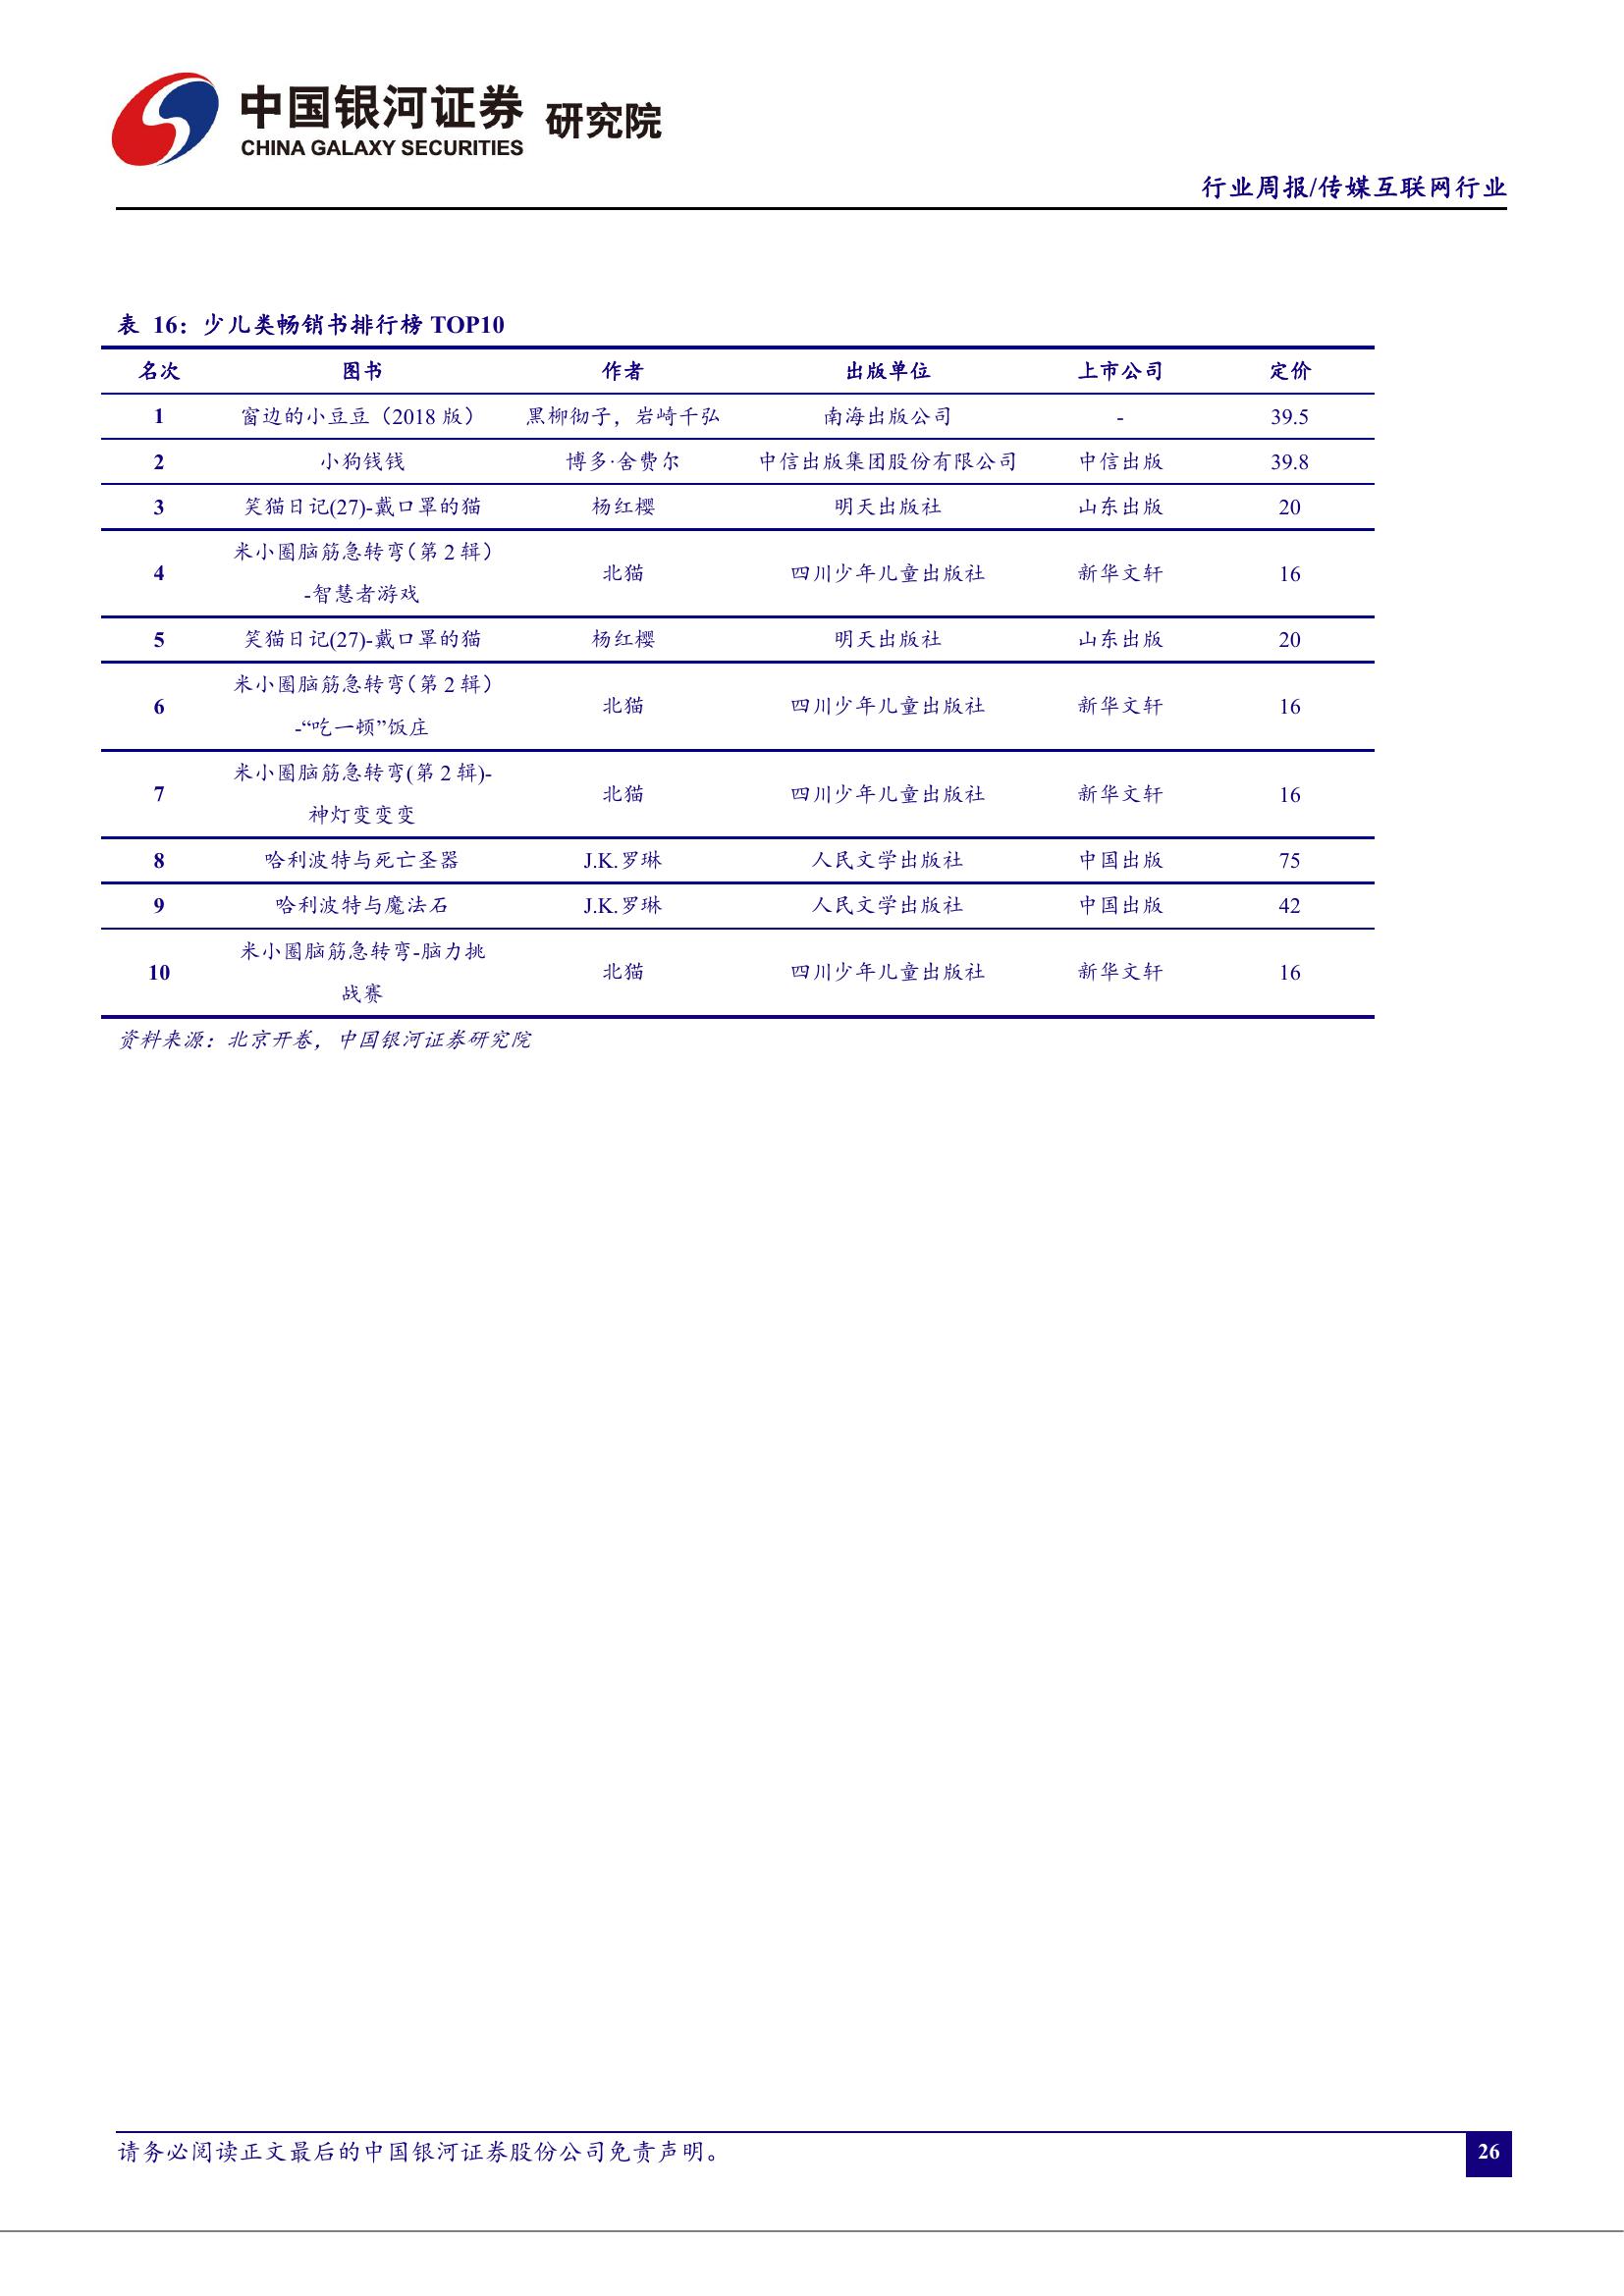 中国银河证券 研究院
CHINA GALAXY SECURITIES
行业周报/传媒互联网行业
表 16：少儿类畅销书排行榜 TOP10
名次 图书 作者 出版单位 上市公司 定价
1 窗边的小豆豆（2018 版） 黑柳彻子，岩崎千弘 南海出版公司 - 39.5
2 小狗钱钱 博多·舍费尔 中信出版集团股份有限公司 中信出版 39.8
3 笑猫日记(27)-戴口罩的猫 杨红樱 明天出版社 山东出版 20
米小圈脑筋急转弯（第 2 辑）
4 北猫 四川少年儿童出版社 新华文轩 16
-智慧者游戏
5 笑猫日记(27)-戴口罩的猫 杨红樱 明天出版社 山东出版 20
米小圈脑筋急转弯（第 2 辑）
6 北猫 四川少年儿童出版社 新华文轩 16
-“吃一顿”饭庄
米小圈脑筋急转弯(第 2 辑)-
7 北猫 四川少年儿童出版社 新华文轩 16
神灯变变变
8 哈利波特与死亡圣器 J.K.罗琳 人民文学出版社 中国出版 75
9 哈利波特与魔法石 J.K.罗琳 人民文学出版社 中国出版 42
米小圈脑筋急转弯-脑力挑
10 北猫 四川少年儿童出版社 新华文轩 16
战赛
资料来源：北京开卷，中国银河证券研究院
请务必阅读正文最后的中国银河证券股份公司免责声明。
26